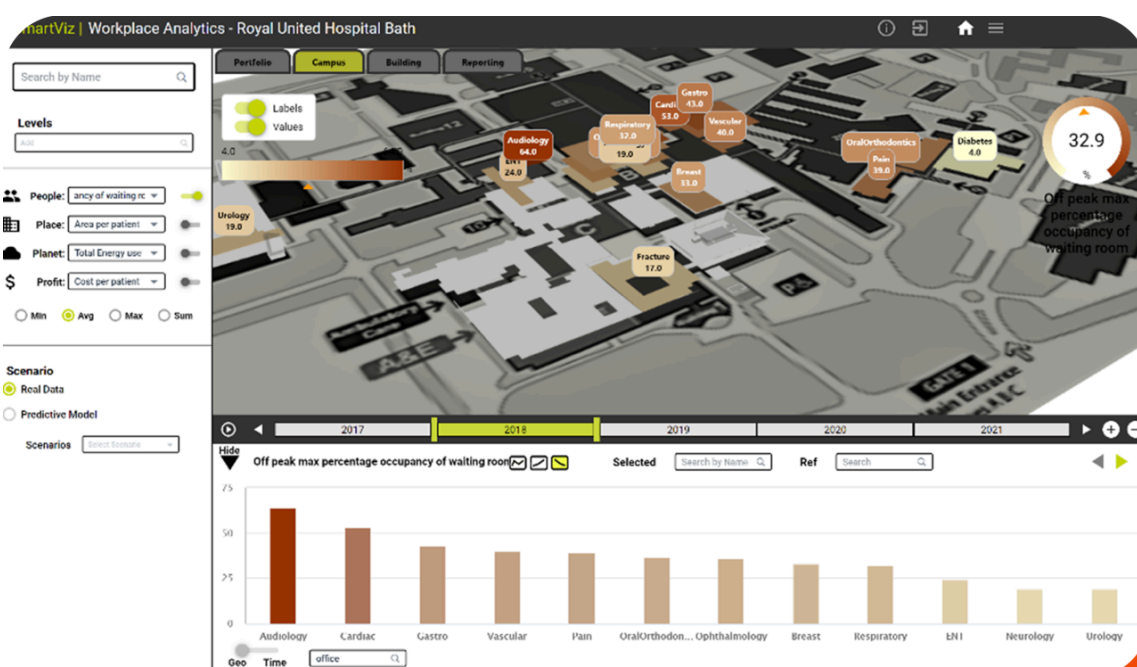 martViz | Workplace Analytics - Royal United Hospital Bath
Portfolio Campus Building Reporting
Search by Name
Levels
Add
People: ancy of waiting rc
Place: Area per patient
Planet: Total Energy use
Profit: Cost per patient
Min Avg Max Sum
Scenario
Real Data
Predictive Model
Scenarios Select Scenario
Labels
Values
4.0
Gastro
43.0
Cardi
53.0
Vascular
40.0
Respiratory
32.0
19.0
Audiology
64.0
ENT
24.0
Breast
33.0
OralOrthodontics
Pain
39.0
Diabetes
4.0
Urology
19.0
Fracture
17.0
C
A&E
GATE 1
Main Entrance
A B C
32.9
%
Off peak max
percentage
occupancy of
waiting room
2017 2018 2019 2020 2021
Hide
Off peak max percentage occupancy of waiting room
Selected Search by Name Ref Search
75
50
25
0
Audiology Cardiac Gastro Vascular Pain OralOrthodon... Ophthalmology Breast Respiratory ENT Neurology Urology
Geo Time office